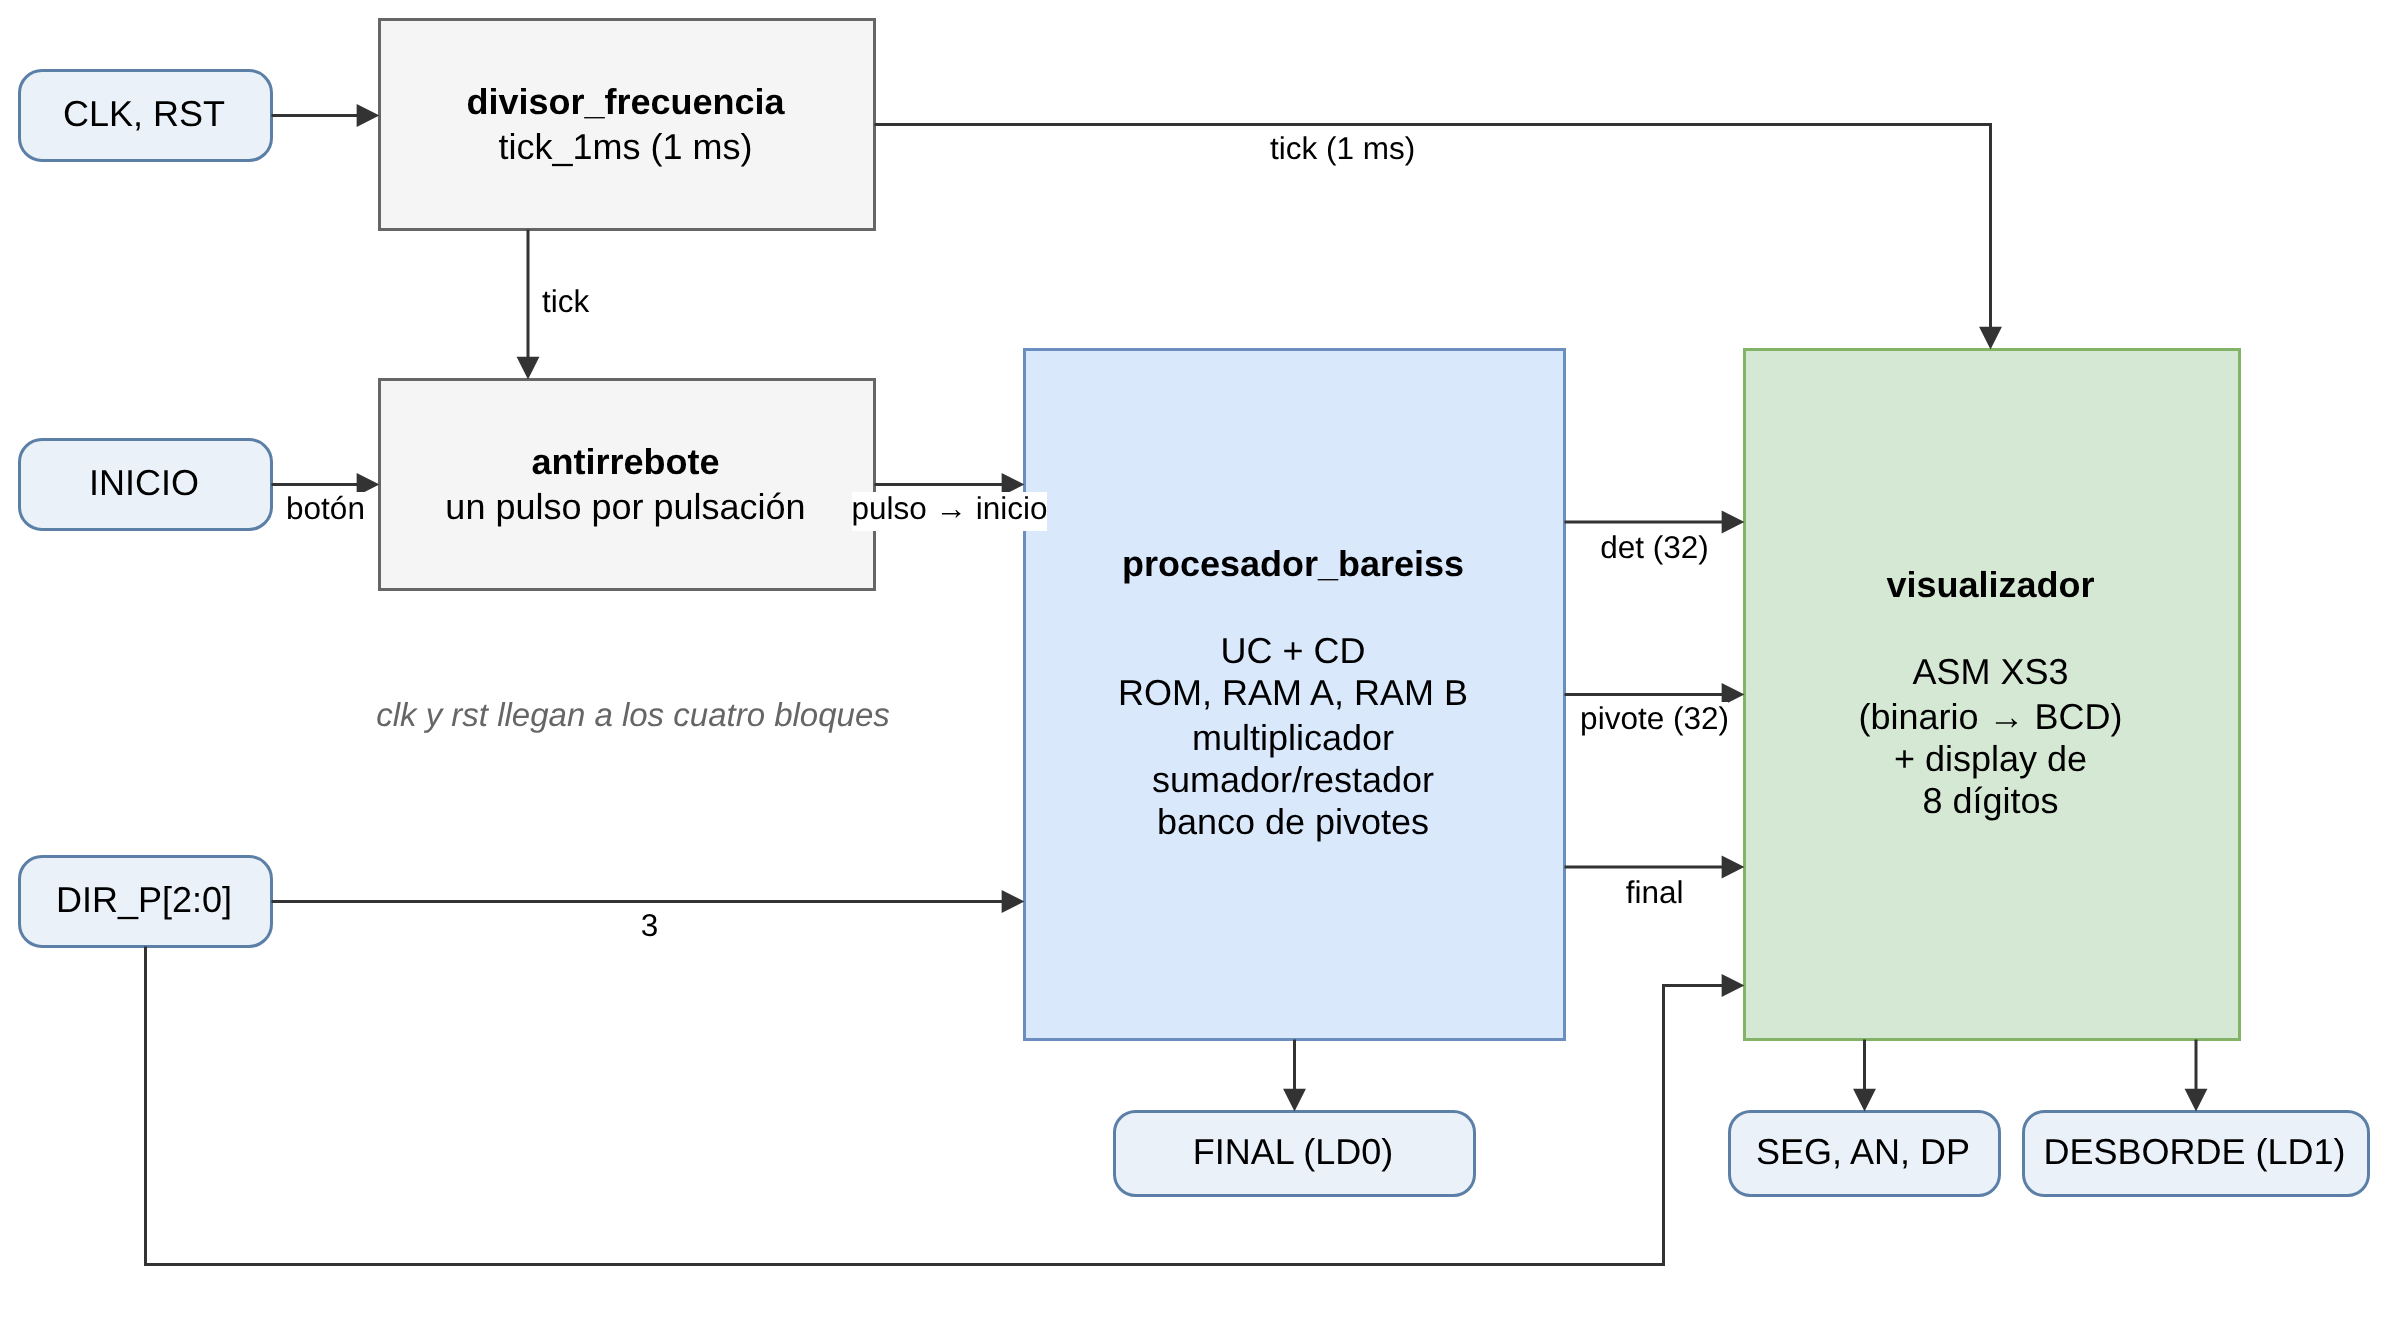 CLK, RST
divisor_frecuencia
tick_1ms (1 ms)
tick (1 ms)
tick
INICIO
botón
antirrebote
un pulso por pulsación
pulso → inicio
clk y rst llegan a los cuatro bloques
DIR_P[2:0]
3
procesador_bareiss
UC + CD
ROM, RAM A, RAM B
multiplicador
sumador/restador
banco de pivotes
det (32)
pivote (32)
final
visualizador
ASM XS3
(binario → BCD)
+ display de
8 dígitos
FINAL (LD0)
SEG, AN, DP
DESBORDE (LD1)